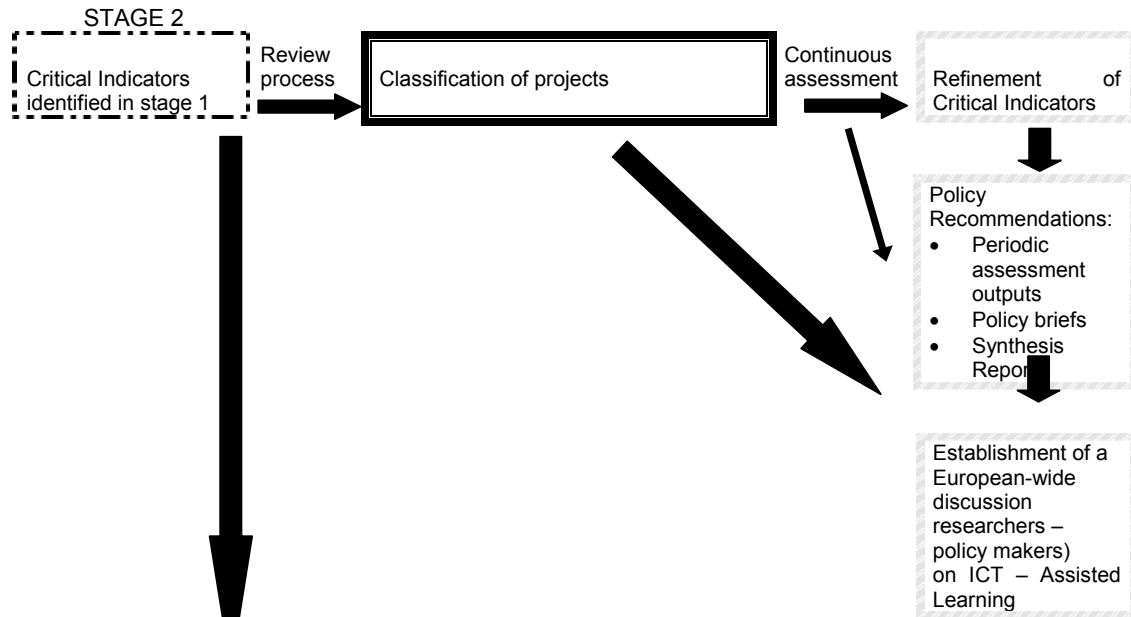 STAGE 2
Critical Indicators
identified in stage 1
Review
process
Classification of projects
Continuous
assessment
Refinement of
Critical Indicators
Policy
Recommendations:
• Periodic
assessment
outputs
• Policy briefs
• Synthesis
Repor
Establishment of a
European-wide
discussion
researchers –
policy makers)
on ICT – Assisted
Learning